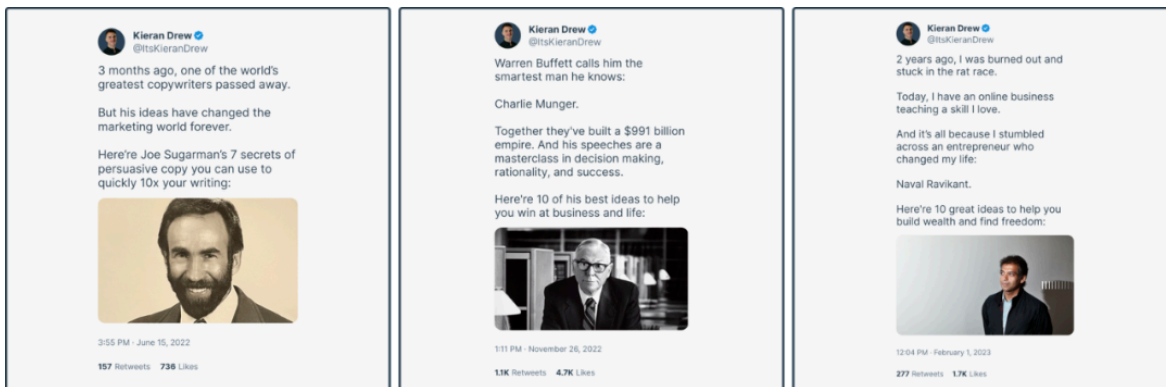 Kieran Drew
@ItsKieranDrew
3 months ago, one of the world's
greatest copywriters passed away.
But his ideas have changed the
marketing world forever.
Here're Joe Sugarman's 7 secrets of
persuasive copy you can use to
quickly 10x your writing:
3:55 PM · June 15, 2022
157 Retweets 736 Likes
Kieran Drew
@ItsKieranDrew
Warren Buffett calls him the
smartest man he knows:
Charlie Munger.
Together they've built a $991 billion
empire. And his speeches are a
masterclass in decision making,
rationality, and success.
Here're 10 of his best ideas to help
you win at business and life:
1:11 PM · November 26, 2022
1.1K Retweets 4.7K Likes
Kieran Drew
@ItsKieranDrew
2 years ago, I was burned out and
stuck in the rat race.
Today, I have an online business
teaching a skill I love.
And it's all because I stumbled
across an entrepreneur who
changed my life:
Naval Ravikant.
Here're 10 great ideas to help you
build wealth and find freedom:
12:04 PM · February 1, 2023
277 Retweets 1.7K Likes